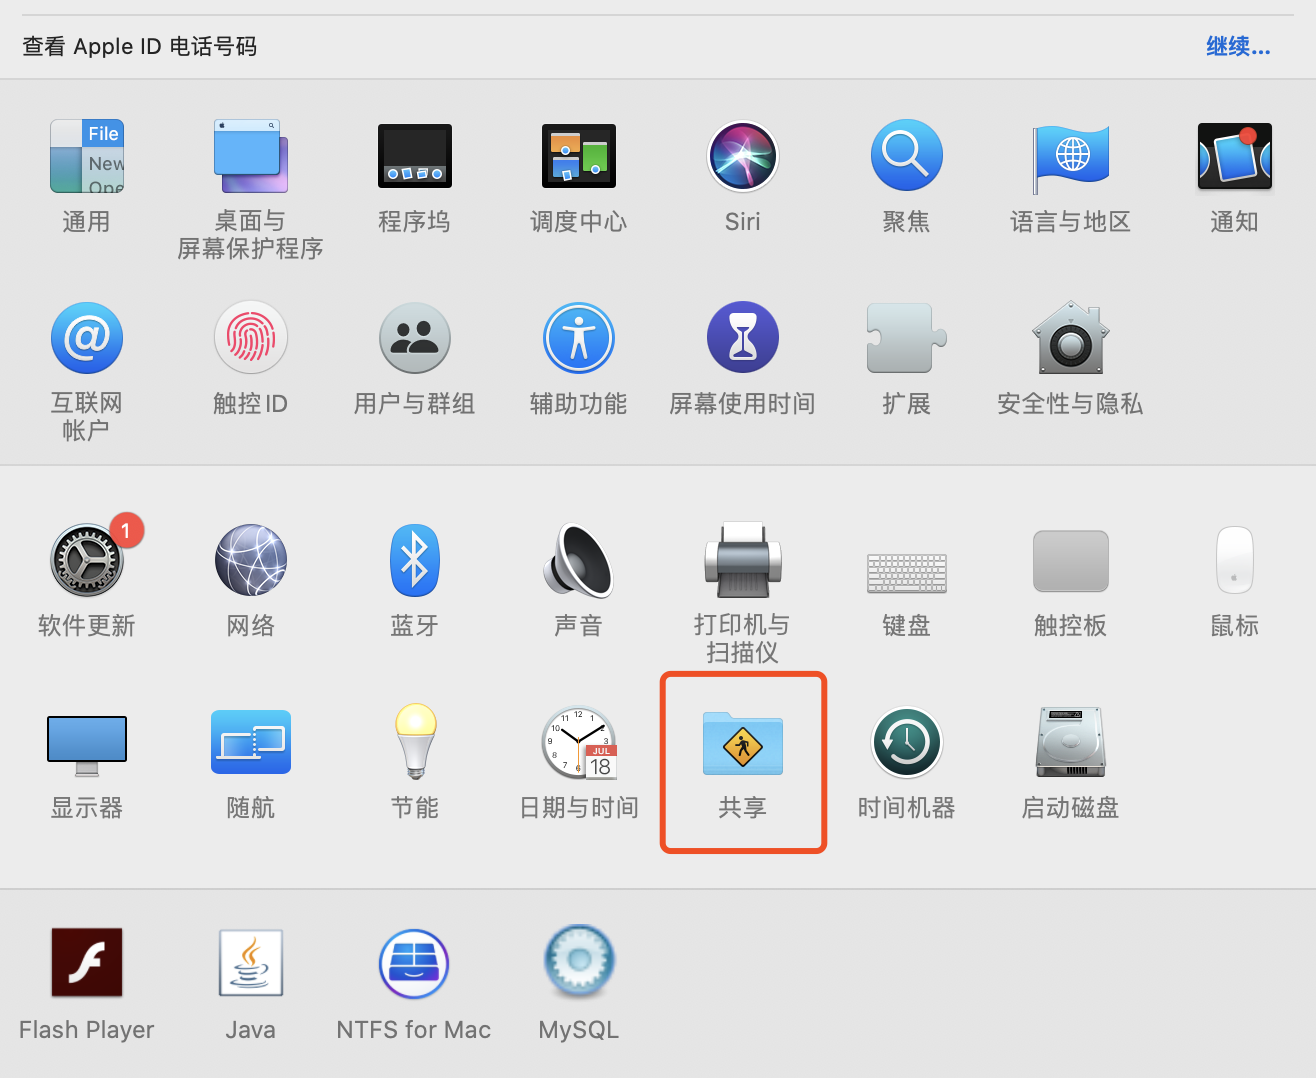 查看 Apple ID 电话号码
继续...
File
New
Ope
通用
桌面与
屏幕保护程序
程序坞
调度中心
Siri
聚焦
语言与地区
通知
@
互联网
帐户
触控 ID
用户与群组
辅助功能
屏幕使用时间
扩展
安全性与隐私
1
软件更新
网络
蓝牙
声音
打印机与
扫描仪
键盘
触控板
鼠标
显示器
随航
节能
JUL
18
日期与时间
共享
时间机器
启动磁盘
Flash Player
Java
NTFS for Mac
MySQL